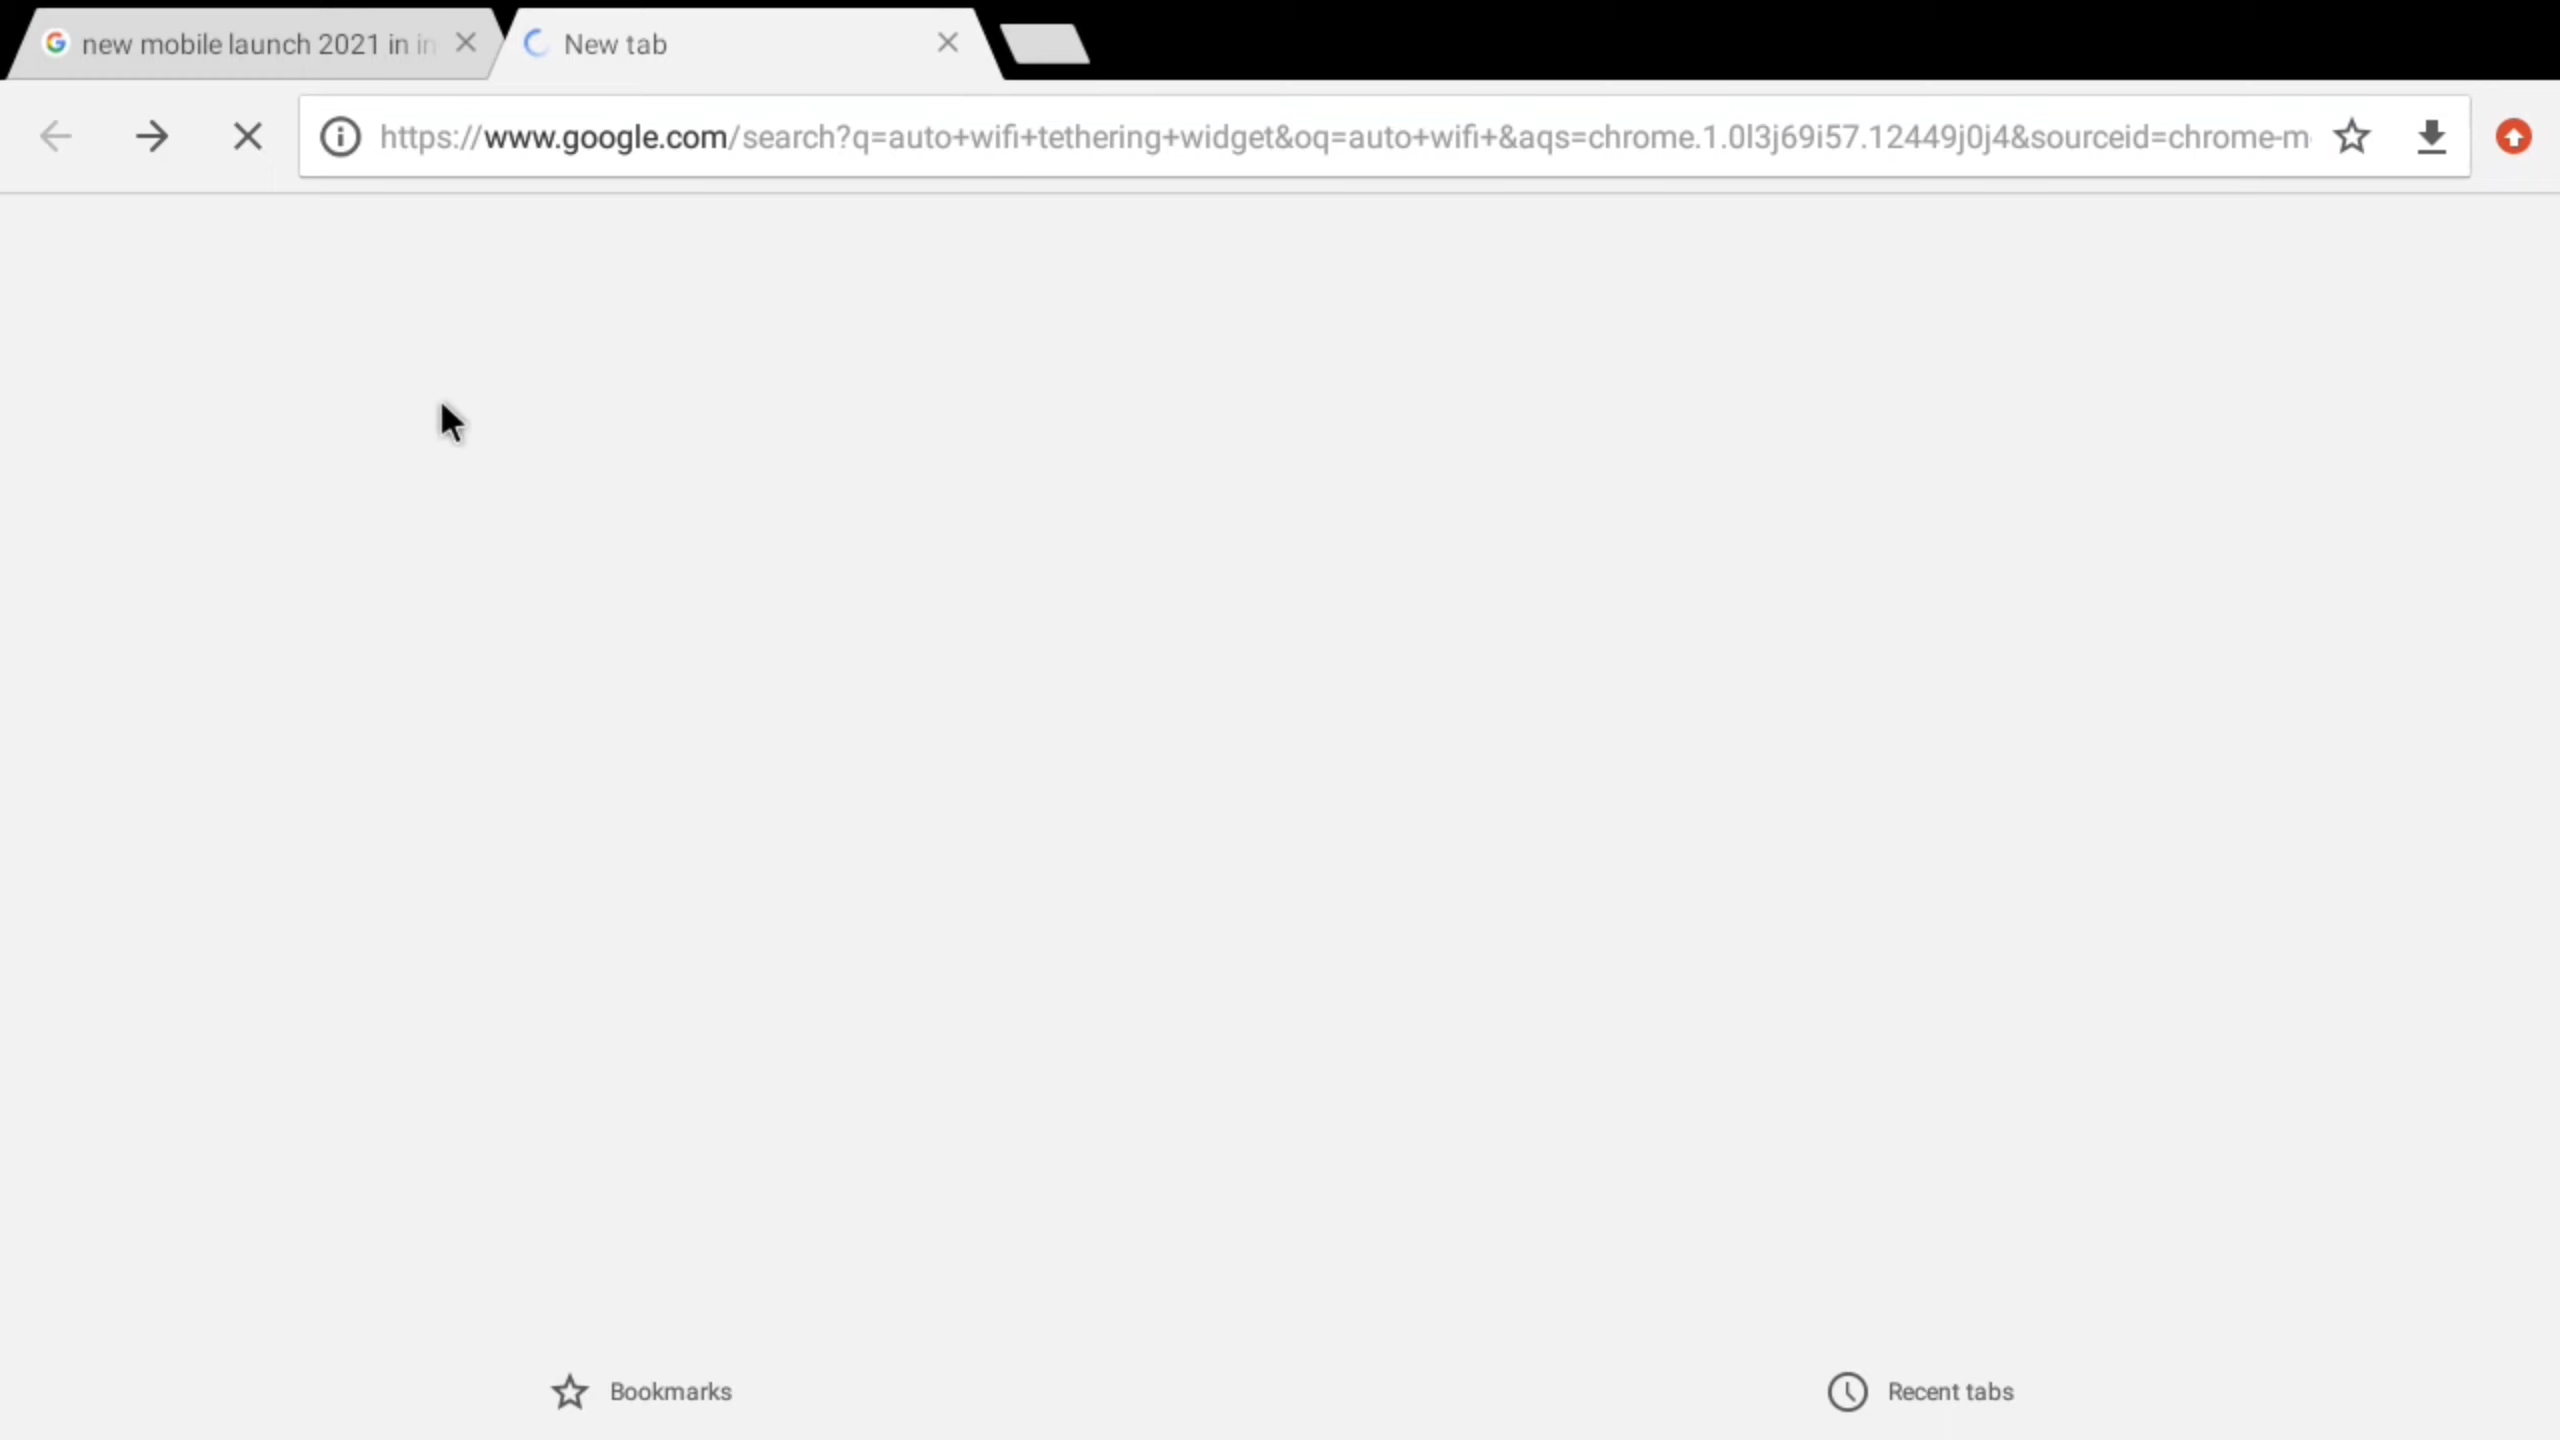 new mobile launch 2021 in in
New tab
https://www.google.com/search?q=auto+wifi+tethering+widget&oq=auto+wifi+&aqs=chrome.1.0l3j69i57.12449j0j4&sourceid=chrome-m
Bookmarks
Recent tabs